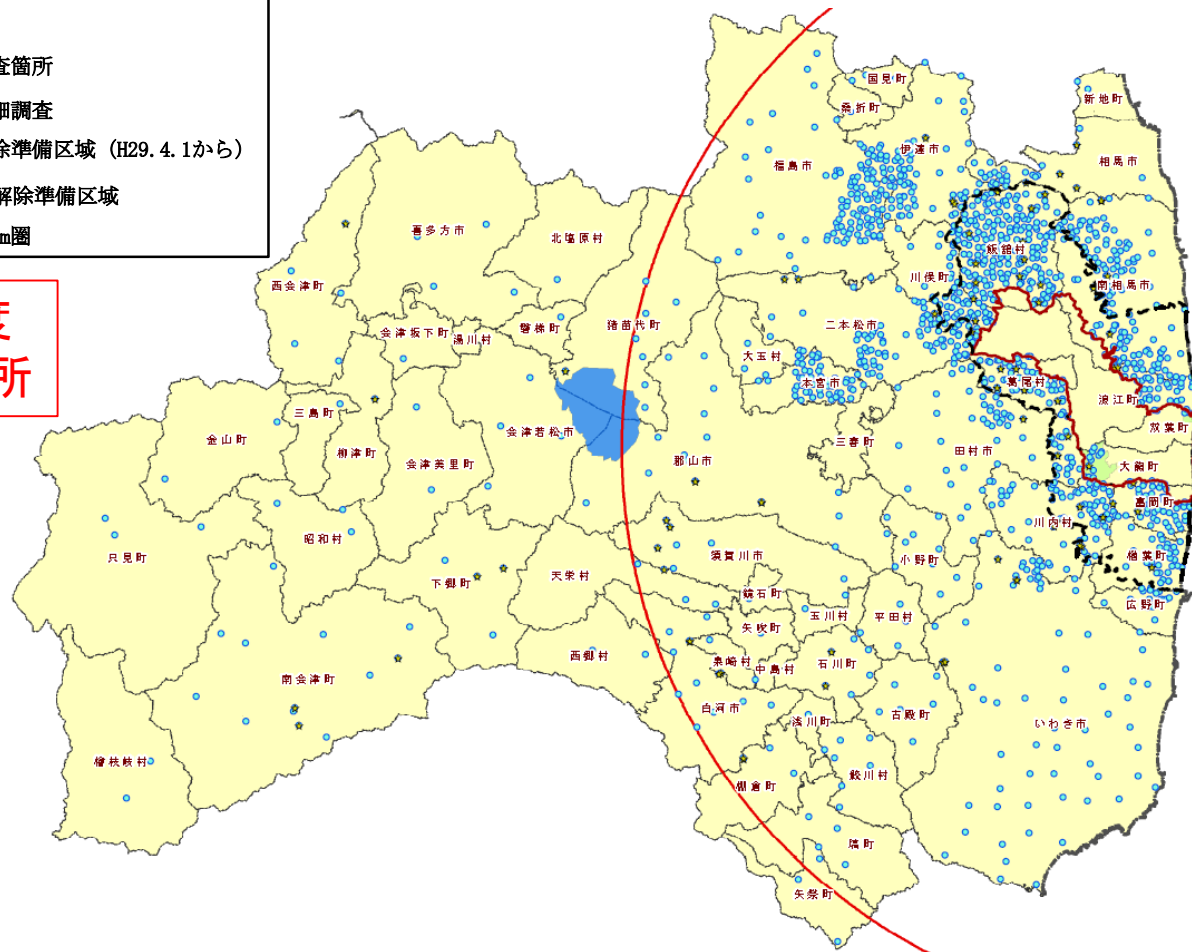 査箇所
細調査
除準備区域（H29.4.1から）
解除準備区域
m圏
度
所
国見町
桑折町
新地町
伊達市
相馬市
福島市
喜多方市
北塩原村
飯舘村
川俣町
南相馬市
西会津町
会津坂下町
湯川村
磐梯町
猪苗代町
二本松市
大玉村
本宮市
葛尾村
浪江町
双葉町
三島町
金山町
柳津町
会津美里町
会津若松市
郡山市
三春町
田村市
大熊町
富岡町
川内村
楢葉町
只見町
昭和村
下郷町
天栄村
須賀川市
小野町
鏡石町
玉川村
平田村
広野町
矢吹町
西郷村
泉崎村
中島村
石川町
南会津町
白河市
浅川町
古殿町
いわき市
檜枝岐村
棚倉町
鮫川村
塙町
矢祭町